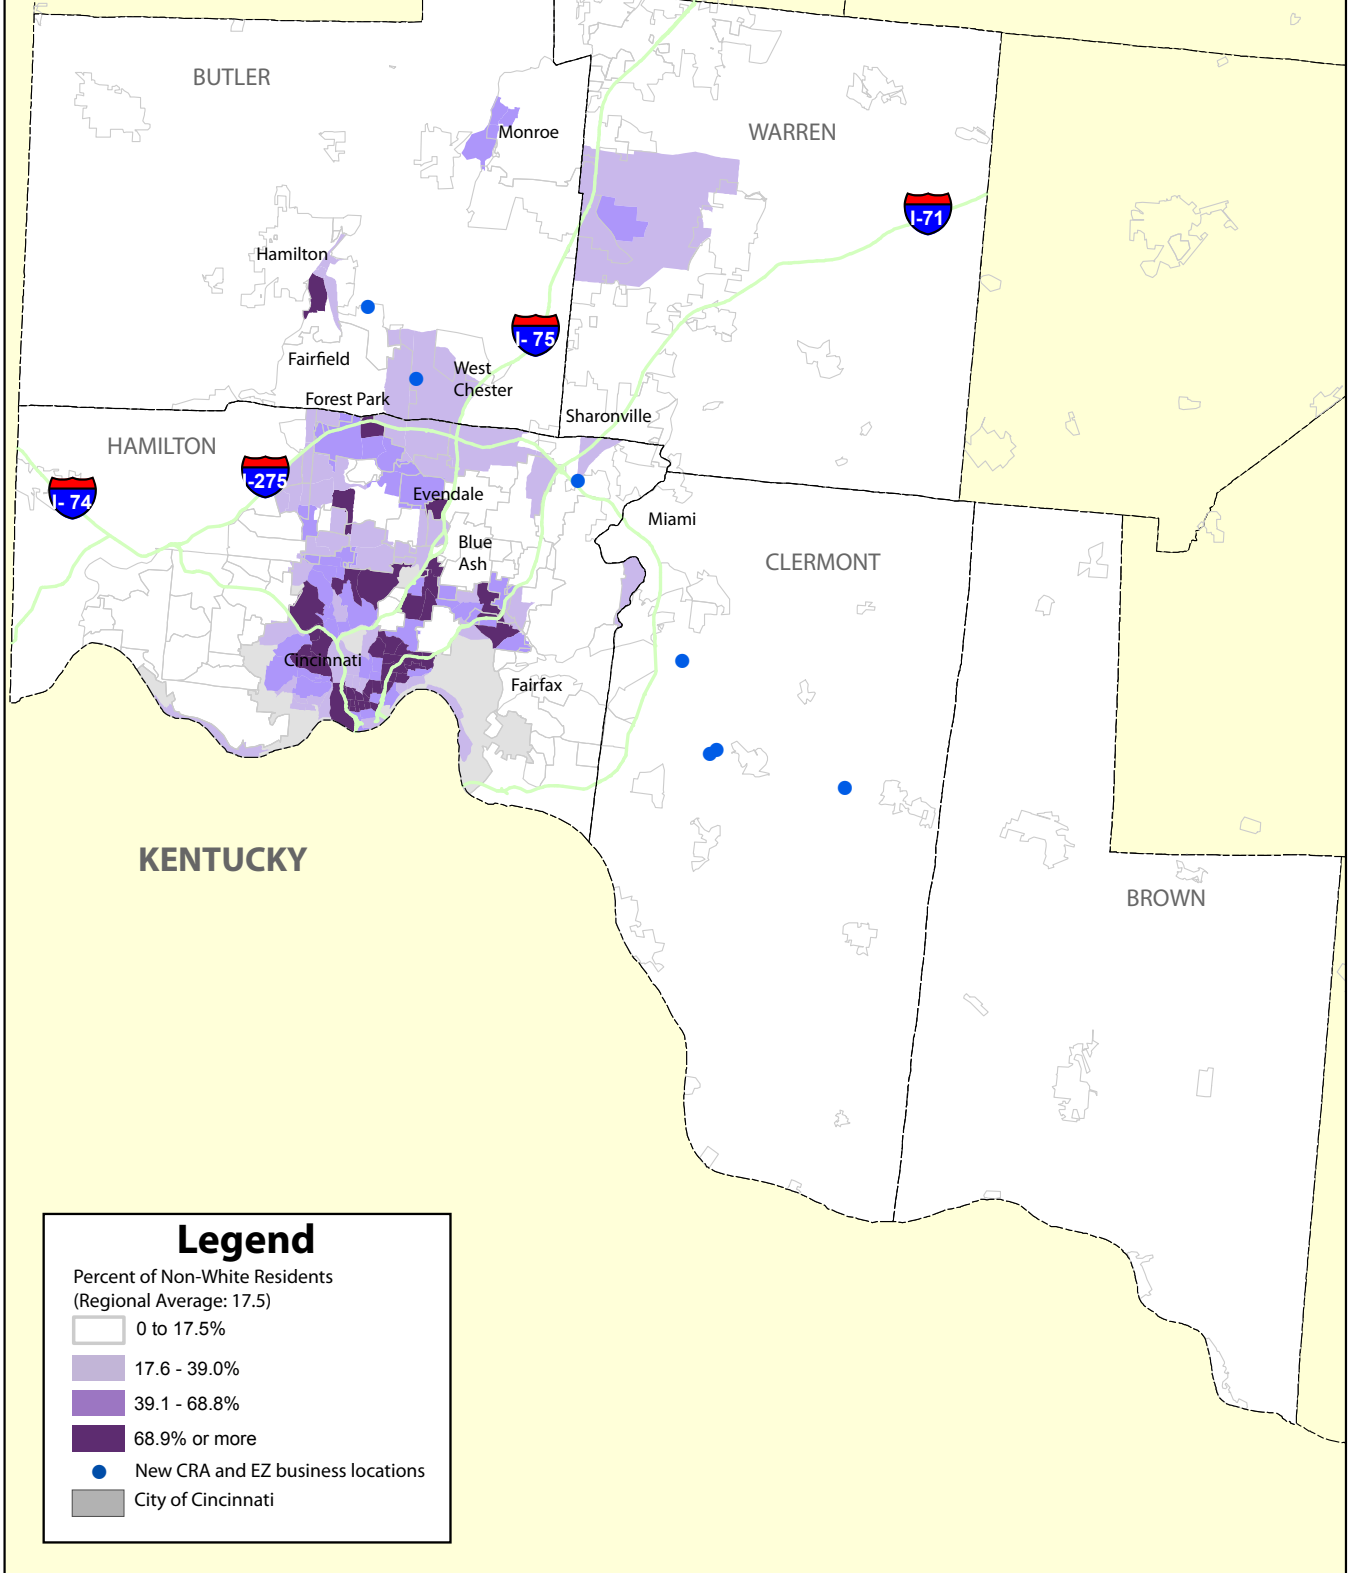 BUTLER
Monroe
WARREN
I-71
Hamilton
I- 75
Fairfield
West
Chester
Forest Park
Sharonville
HAMILTON
I-275
I- 74
Evendale
Miami
Blue
Ash
CLERMONT
Cincinnati
Fairfax
KENTUCKY
BROWN
Legend
Percent of Non-White Residents
(Regional Average: 17.5)
0 to 17.5%
17.6 - 39.0%
39.1 - 68.8%
68.9% or more
New CRA and EZ business locations
City of Cincinnati